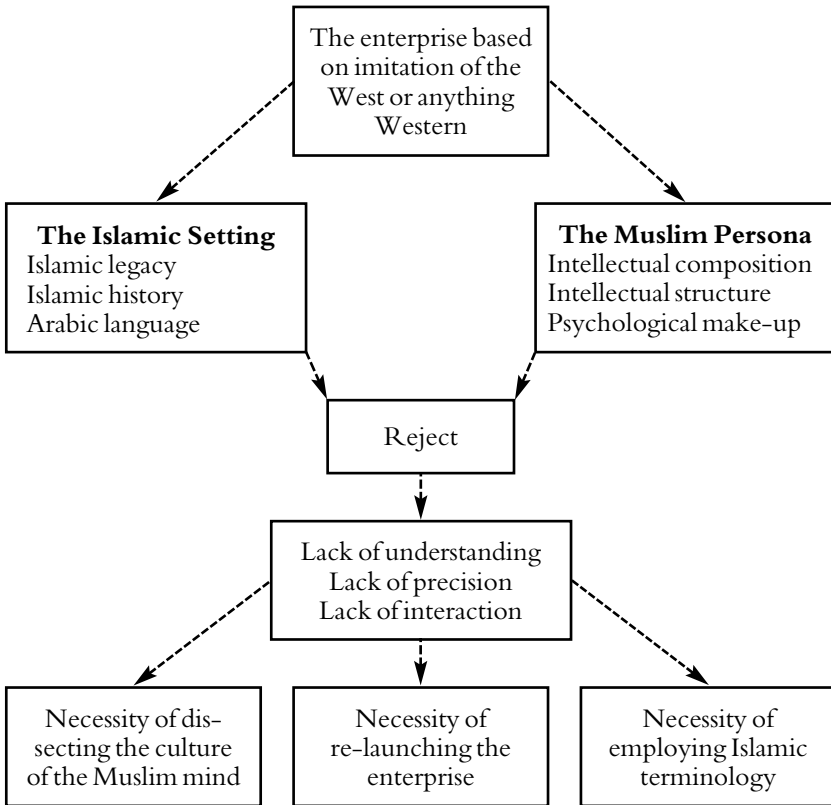 The enterprise based
on imitation of the
West or anything
Western
The Islamic Setting
Islamic legacy
Islamic history
Arabic language
The Muslim Persona
Intellectual composition
Intellectual structure
Psychological make-up
Reject
Lack of understanding
Lack of precision
Lack of interaction
Necessity of dis-
secting the culture
of the Muslim mind
Necessity of
re-launching the
enterprise
Necessity of
employing Islamic
terminology